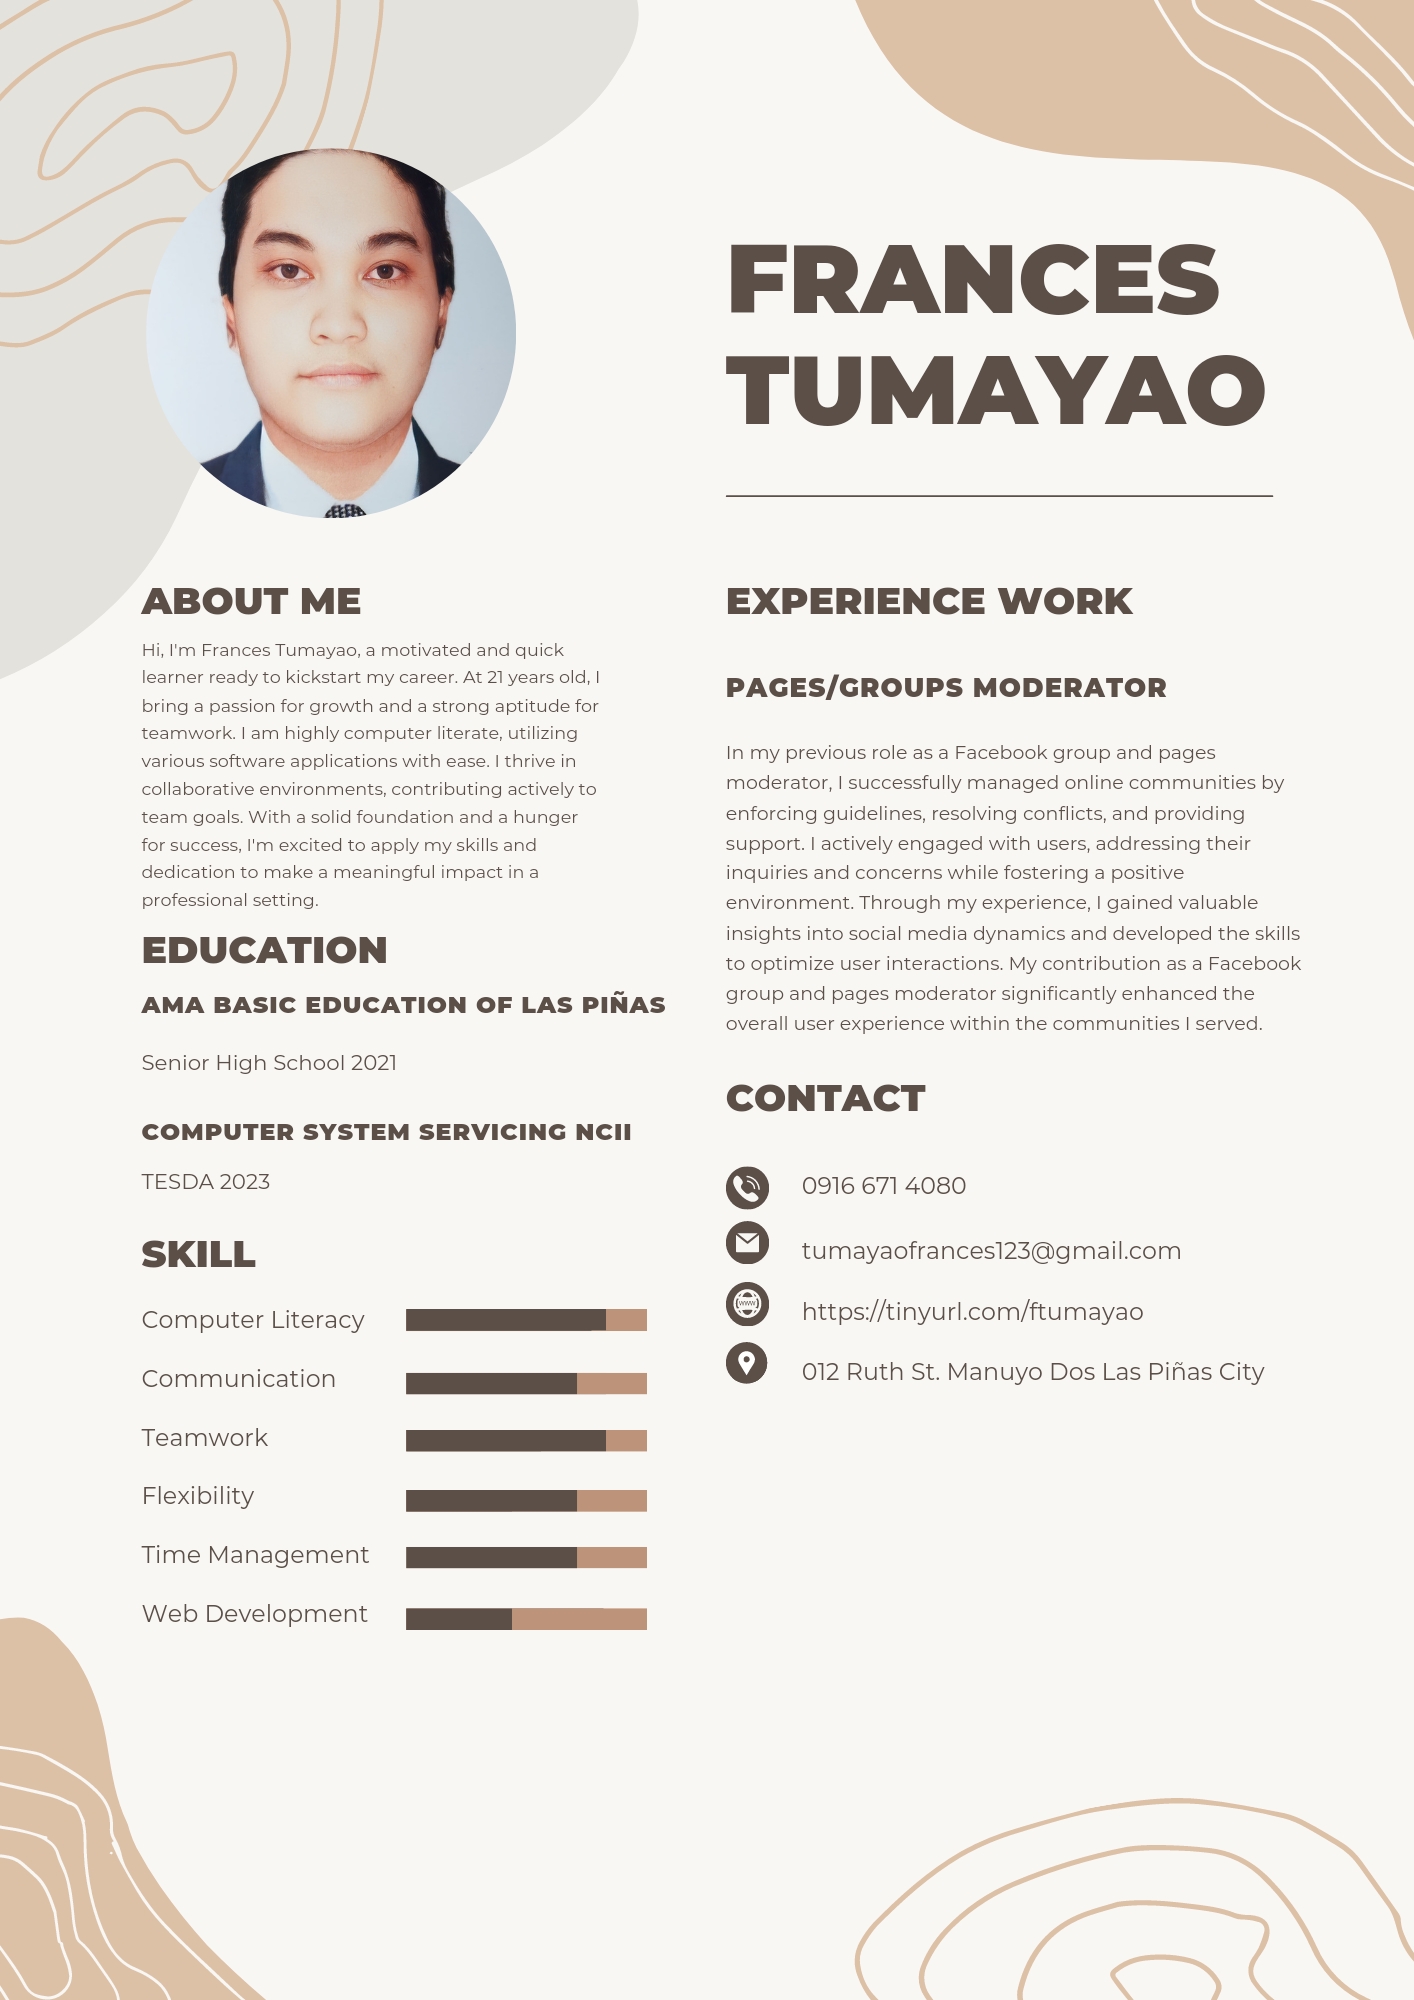 FRANCES
TUMAYAO
ABOUT ME
Hi, I'm Frances Tumayao, a motivated and quick
learner ready to kickstart my career. At 21 years old, I
bring a passion for growth and a strong aptitude for
teamwork. I am highly computer literate, utilizing
various software applications with ease. I thrive in
collaborative environments, contributing actively to
team goals. With a solid foundation and a hunger
for success, I'm excited to apply my skills and
dedication to make a meaningful impact in a
professional setting.
EDUCATION
AMA BASIC EDUCATION OF LAS PIÑAS
Senior High School 2021
COMPUTER SYSTEM SERVICING NCII
TESDA 2023
SKILL
Computer Literacy
Communication
Teamwork
Flexibility
Time Management
Web Development
EXPERIENCE WORK
PAGES/GROUPS MODERATOR
In my previous role as a Facebook group and pages
moderator, I successfully managed online communities by
enforcing guidelines, resolving conflicts, and providing
support. I actively engaged with users, addressing their
inquiries and concerns while fostering a positive
environment. Through my experience, I gained valuable
insights into social media dynamics and developed the skills
to optimize user interactions. My contribution as a Facebook
group and pages moderator significantly enhanced the
overall user experience within the communities I served.
CONTACT
0916 671 4080
tumayaofrances123@gmail.com
www
https://tinyurl.com/ftumayao
012 Ruth St. Manuyo Dos Las Piñas City